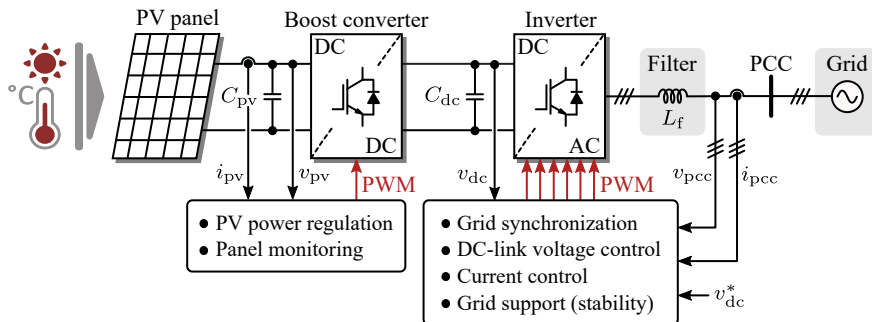 PV panel
Boost converter
Inverter
DC
DC
Filter
PCC
Grid
°C
C_pv
C_dc
L_f
DC
AC
i_pv
v_pv
PWM
v_dc
PWM
v_pcc
i_pcc
● PV power regulation
● Panel monitoring
● Grid synchronization
● DC-link voltage control
● Current control
● Grid support (stability)
v*_dc